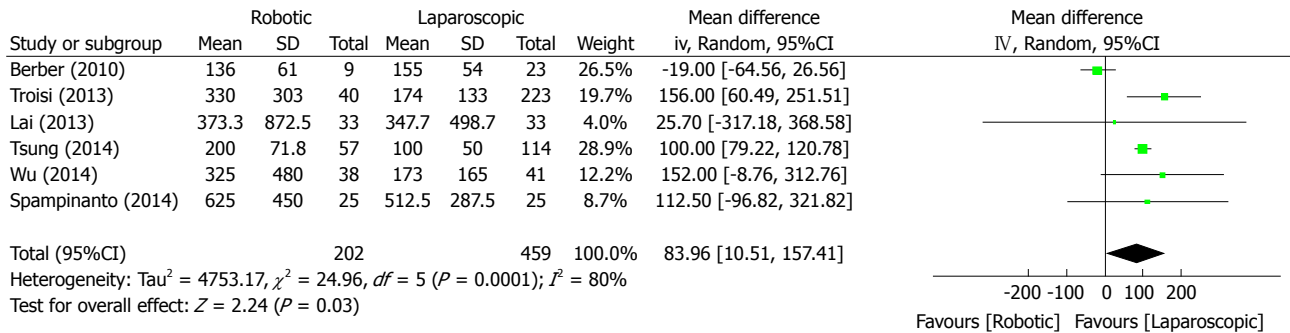 Robotic Laparoscopic Mean difference Mean difference
Study or subgroup Mean SD Total Mean SD Total Weight iv, Random, 95%CI Ⅳ, Random, 95%CI
Berber (2010) 136 61 9 155 54 23 26.5% -19.00 [-64.56, 26.56]
Troisi (2013) 330 303 40 174 133 223 19.7% 156.00 [60.49, 251.51]
Lai (2013) 373.3 872.5 33 347.7 498.7 33 4.0% 25.70 [-317.18, 368.58]
Tsung (2014) 200 71.8 57 100 50 114 28.9% 100.00 [79.22, 120.78]
Wu (2014) 325 480 38 173 165 41 12.2% 152.00 [-8.76, 312.76]
Spampinanto (2014) 625 450 25 512.5 287.5 25 8.7% 112.50 [-96.82, 321.82]
Total (95%CI) 202 459 100.0% 83.96 [10.51, 157.41]
Heterogeneity: Tau² = 4753.17, χ² = 24.96, df = 5 (P = 0.0001); I² = 80%
Test for overall effect: Z = 2.24 (P = 0.03)
-200 -100 0 100 200
Favours [Robotic] Favours [Laparoscopic]